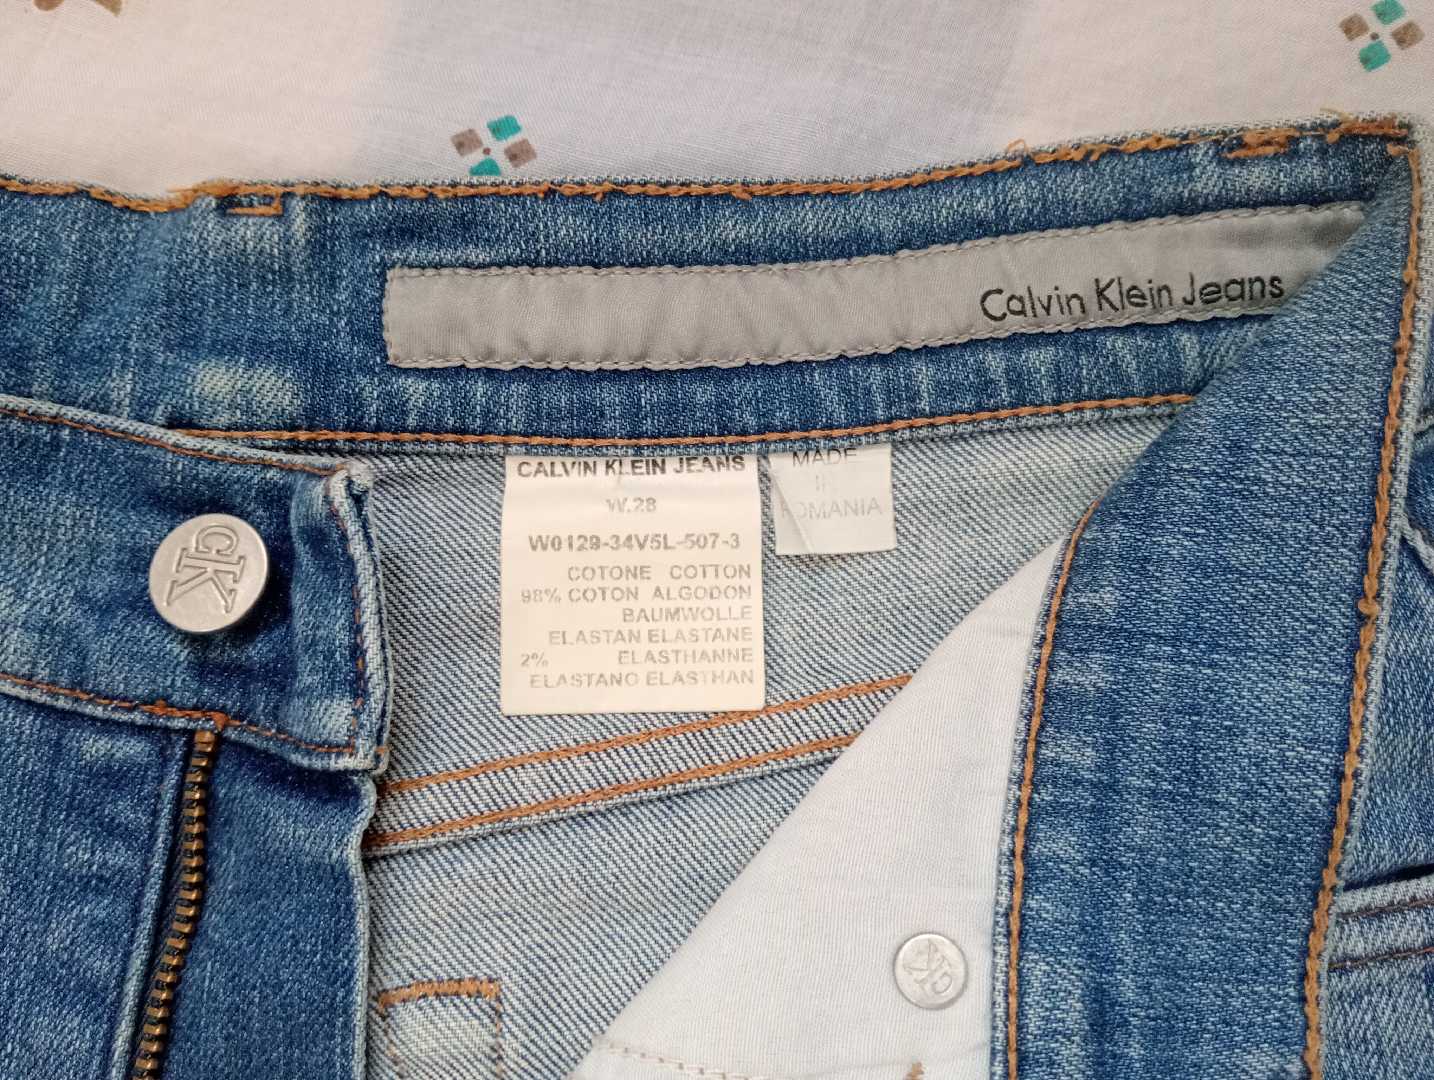 Calvin Klein Jeans
CALVIN KLEIN JEANS
W.28
W0129-34V5L-507-3
COTONE COTTON
98% COTON ALGODON
BAUMWOLLE
ELASTAN ELASTANE
2% ELASTHANNE
ELASTANO ELASTHAN
MADE
IN
ROMANIA
CK
CK